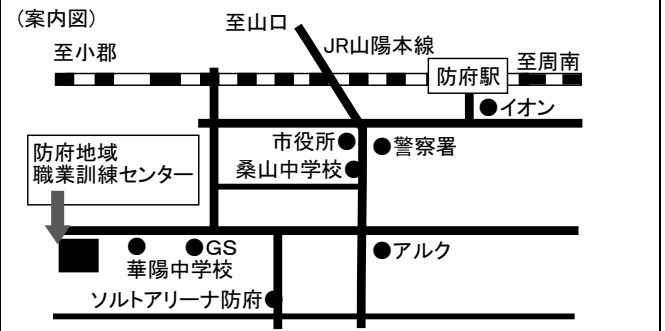 （案内図）
至山口
至小郡
JR山陽本線
防府駅
至周南
●イオン
市役所●
●警察署
桑山中学校●
防府地域
職業訓練センター
●GS
華陽中学校
●アルク
ソルトアリーナ防府●